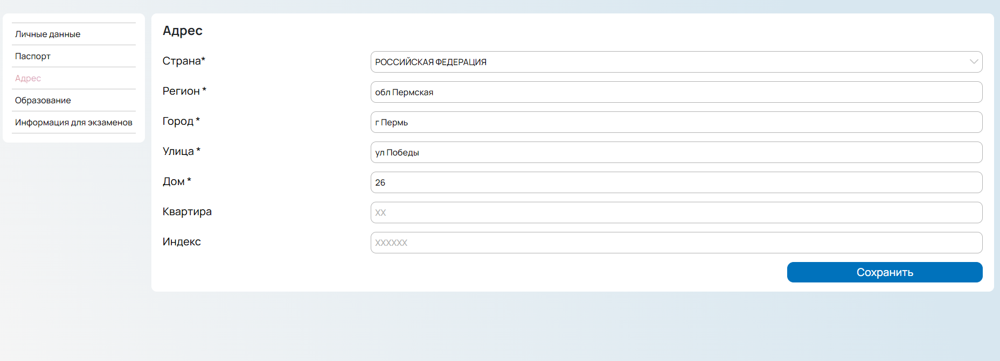 Личные данные
Паспорт
Адрес
Образование
Информация для экзаменов
Адрес
Страна* РОССИЙСКАЯ ФЕДЕРАЦИЯ
Регион * обл Пермская
Город * г Пермь
Улица * ул Победы
Дом * 26
Квартира XX
Индекс XXXXXX
Сохранить